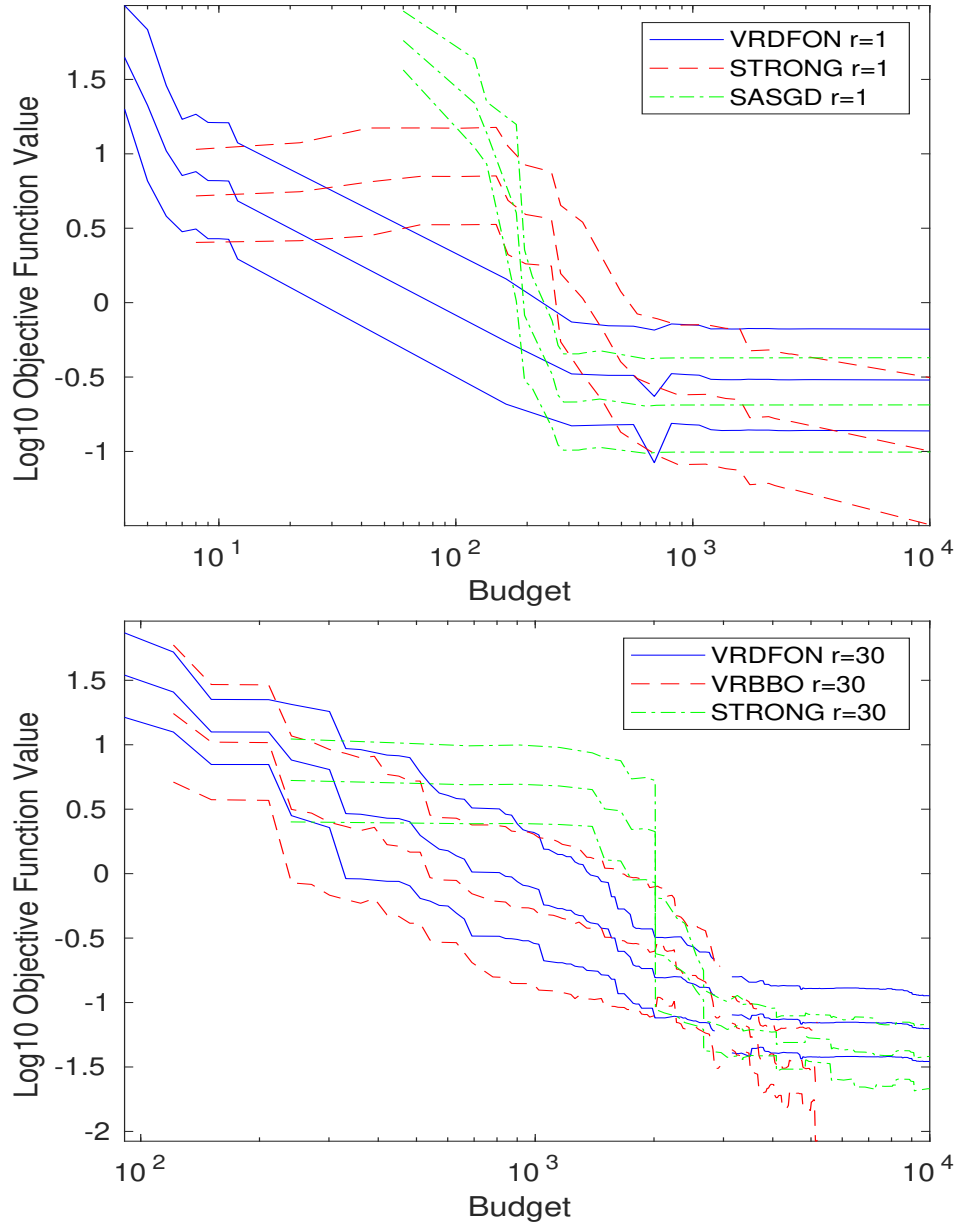 VRDFON r=1
STRONG r=1
SASGD r=1
Log10 Objective Function Value
1.5
1
0.5
0
-0.5
-1
10^1
10^2
10^3
10^4
Budget
VRDFON r=30
VRBBO r=30
STRONG r=30
Log10 Objective Function Value
1.5
1
0.5
0
-0.5
-1
-1.5
-2
10^2
10^3
10^4
Budget